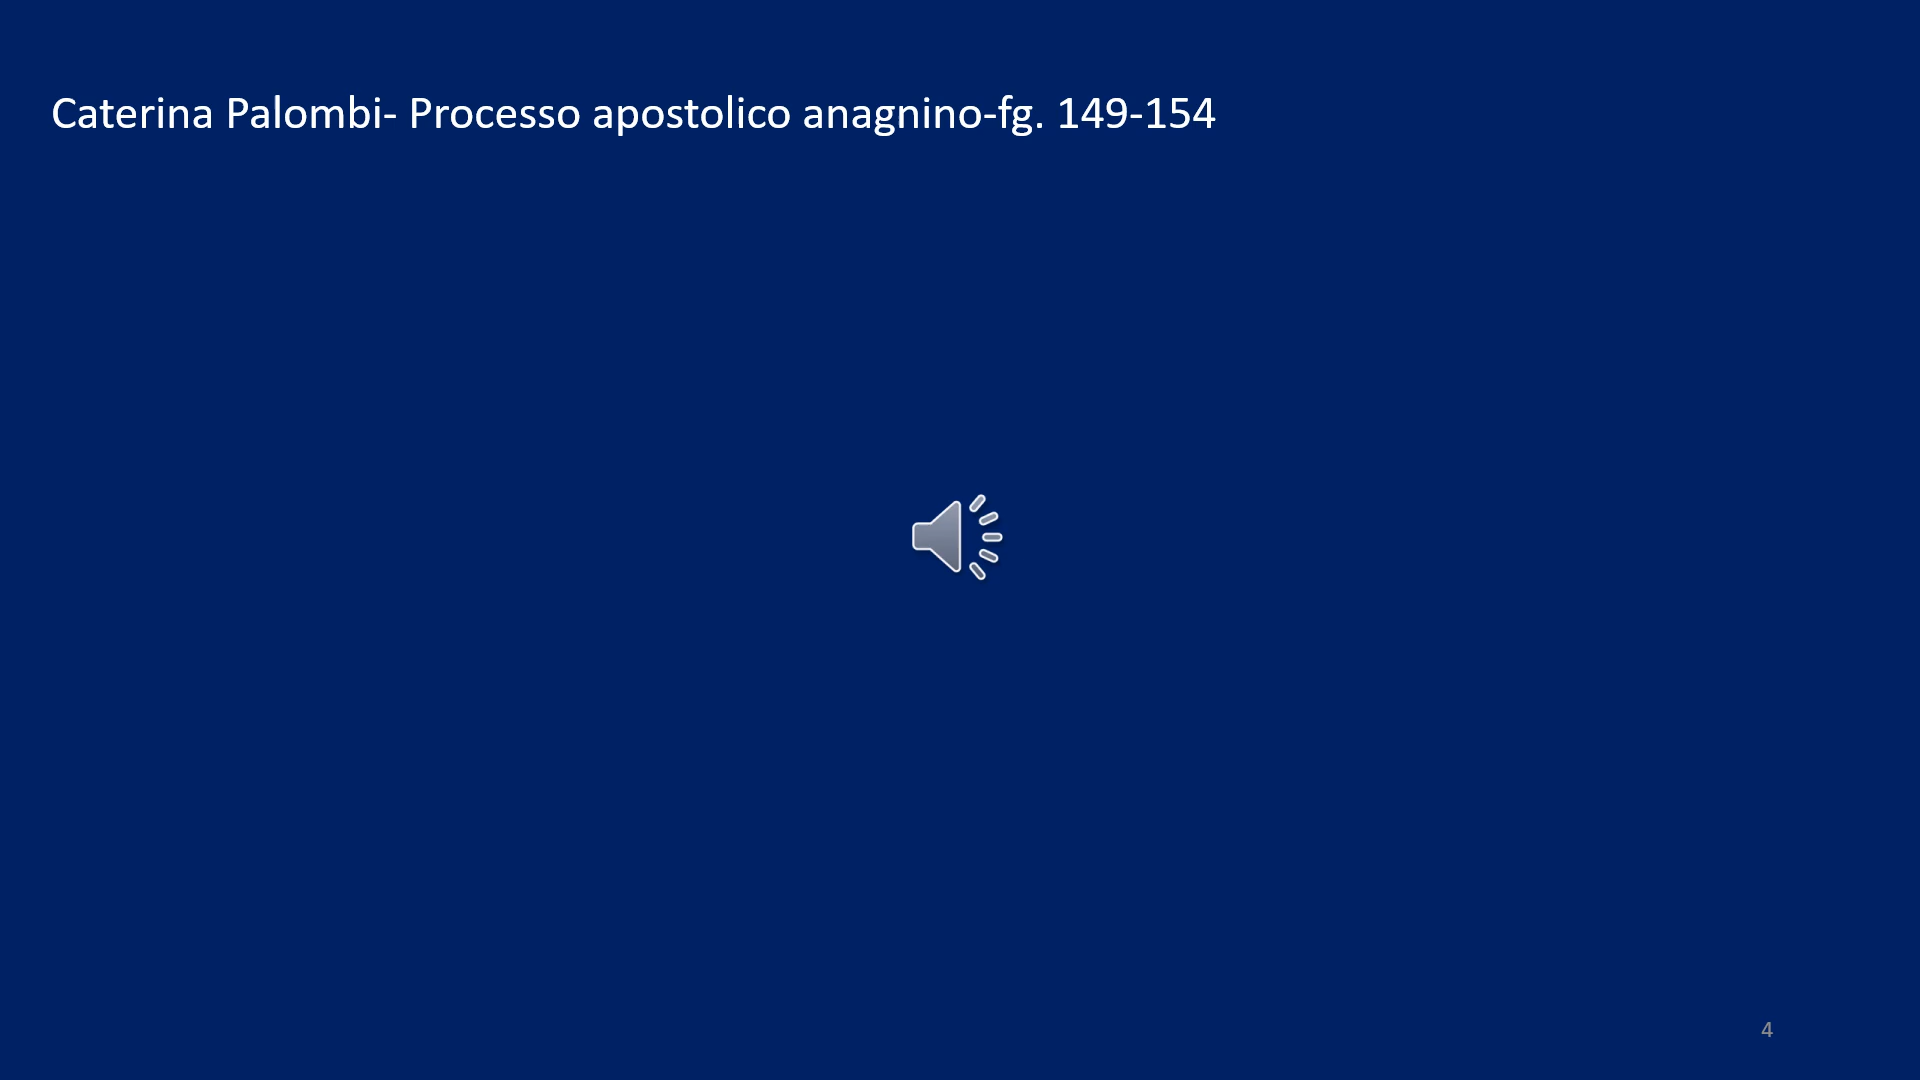 Caterina Palombi- Processo apostolico anagnino-fg. 149-154
4